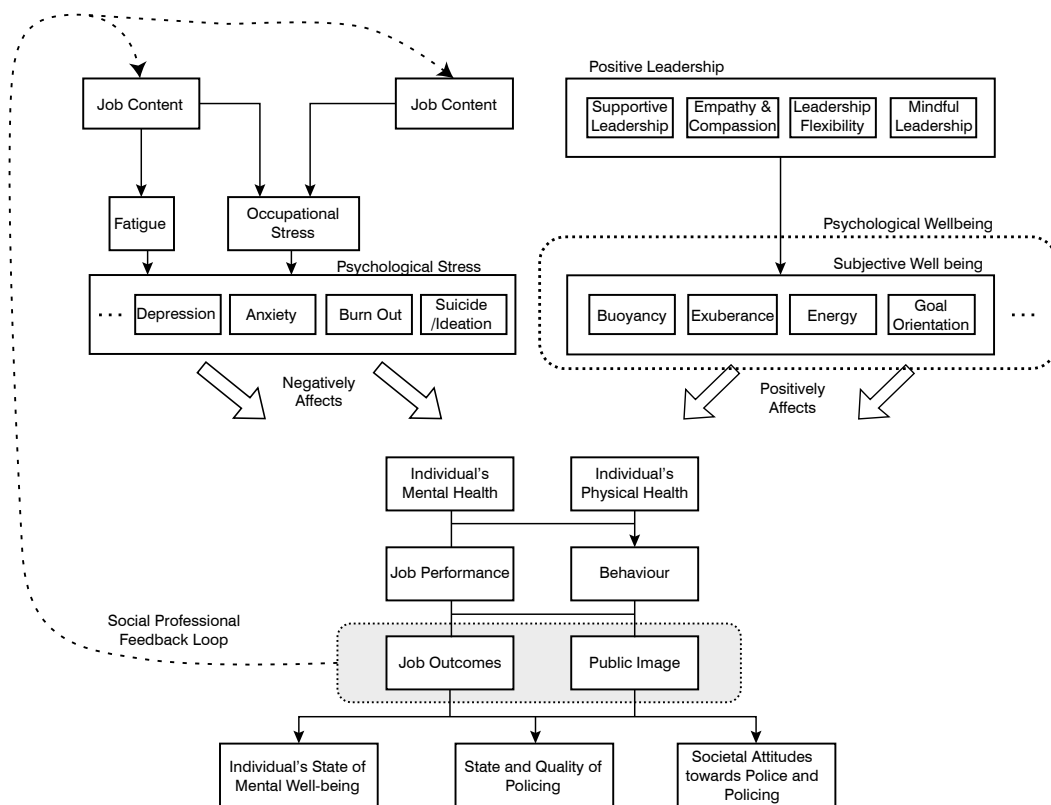 Positive Leadership
Job Content
Job Content
Supportive
Leadership
Empathy &
Compassion
Leadership
Flexibility
Mindful
Leadership
Fatigue
Occupational
Stress
Psychological Wellbeing
Psychological Stress
Subjective Well being
...
Depression
Anxiety
Burn Out
Suicide
/Ideation
Buoyancy
Exuberance
Energy
Goal
Orientation
...
Negatively
Affects
Positively
Affects
Individual's
Mental Health
Individual's
Physical Health
Job Performance
Behaviour
Social Professional
Feedback Loop
Job Outcomes
Public Image
Individual's State of
Mental Well-being
State and Quality of
Policing
Societal Attitudes
towards Police and
Policing